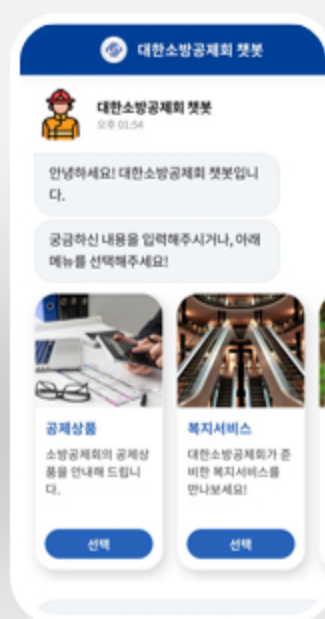 대한소방공제회 챗봇
대한소방공제회 챗봇
오후 01:54
안녕하세요! 대한소방공제회 챗봇입니
다.
궁금하신 내용을 입력해주시거나, 아래
메뉴를 선택해주세요!
공제상품
소방공제회의 공제상
품을 안내해 드립니
다.
선택
복지서비스
대한소방공제회가 준
비한 복지서비스를
만나보세요!
선택